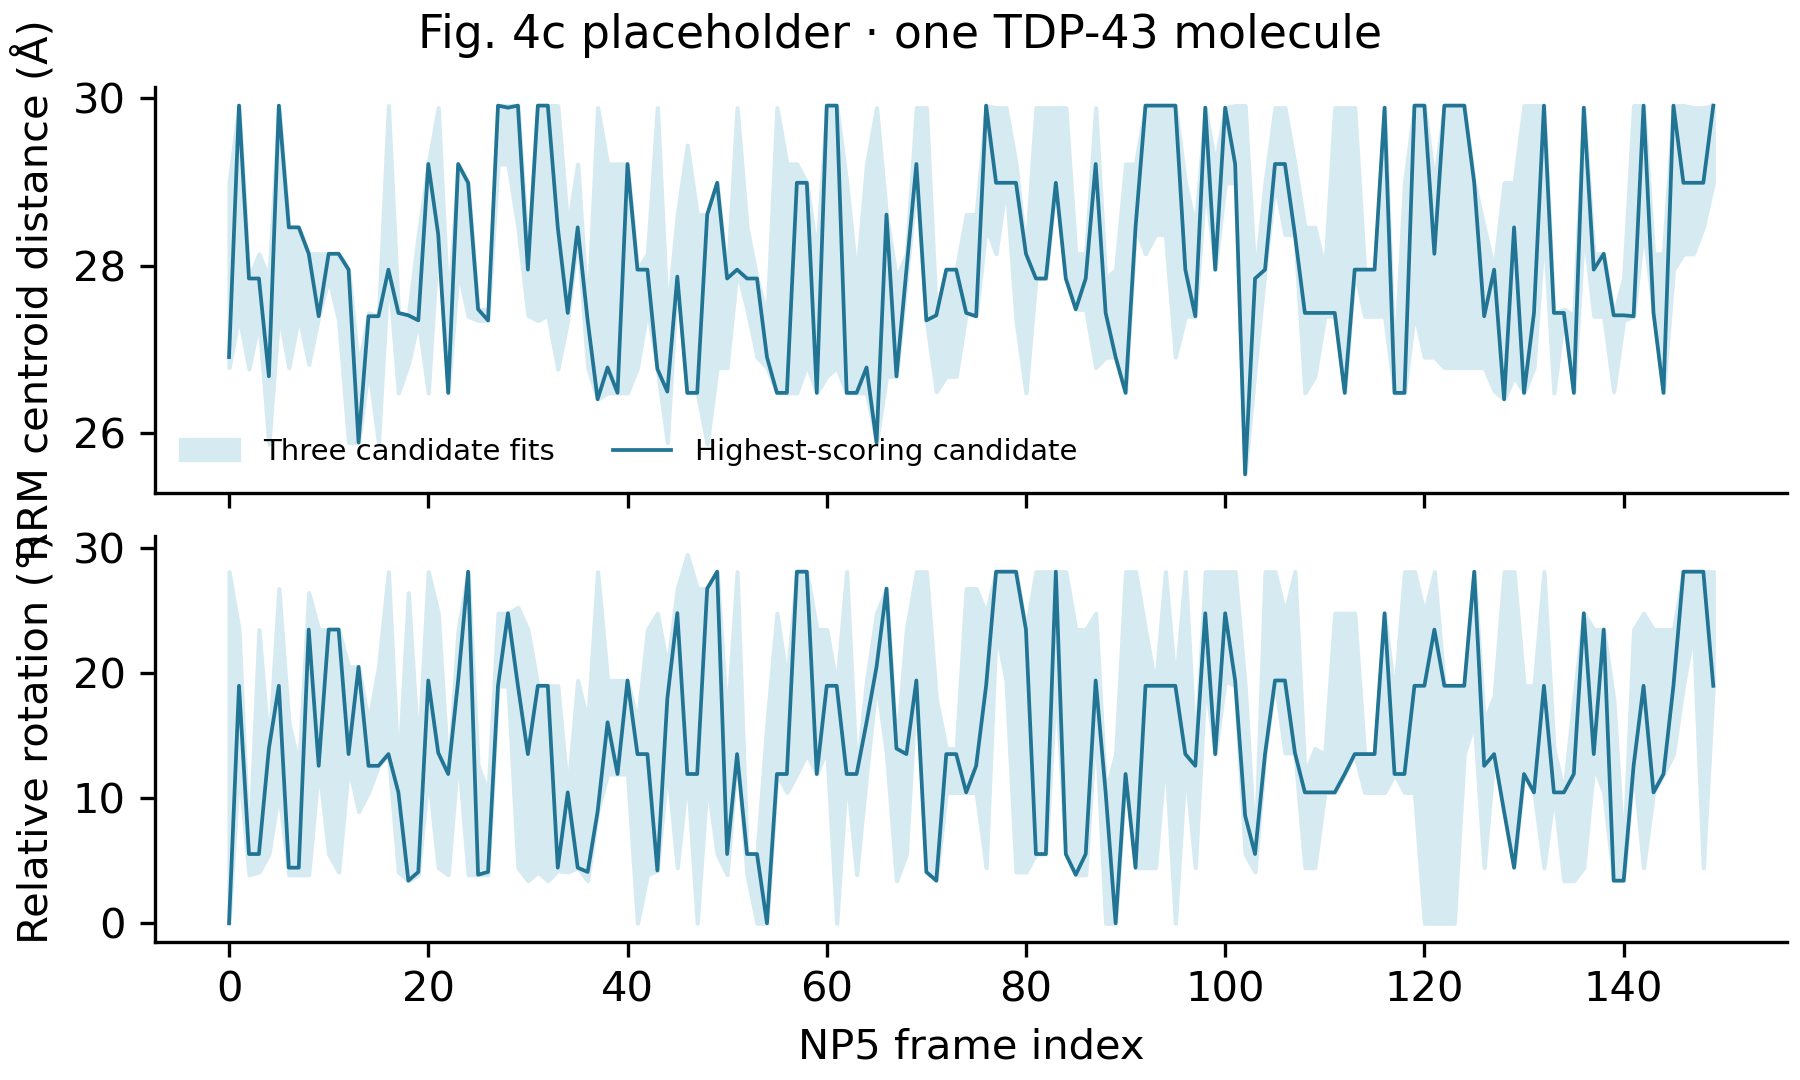 Fig. 4c placeholder · one TDP-43 molecule
RRM centroid distance (Å)
30
28
26
Three candidate fits
Highest-scoring candidate
Relative rotation (°)
30
20
10
0
0 20 40 60 80 100 120 140
NP5 frame index